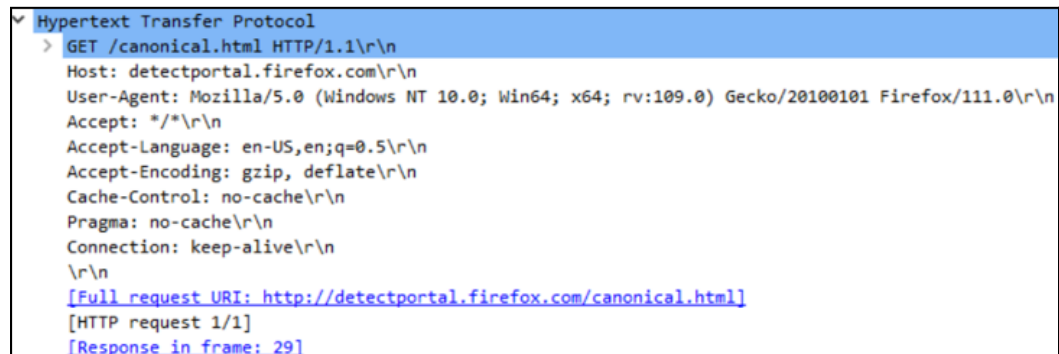 Hypertext Transfer Protocol
GET /canonical.html HTTP/1.1\r\n
Host: detectportal.firefox.com\r\n
User-Agent: Mozilla/5.0 (Windows NT 10.0; Win64; x64; rv:109.0) Gecko/20100101 Firefox/111.0\r\n
Accept: */*\r\n
Accept-Language: en-US,en;q=0.5\r\n
Accept-Encoding: gzip, deflate\r\n
Cache-Control: no-cache\r\n
Pragma: no-cache\r\n
Connection: keep-alive\r\n
\r\n
[Full request URI: http://detectportal.firefox.com/canonical.html]
[HTTP request 1/1]
[Response in frame: 29]